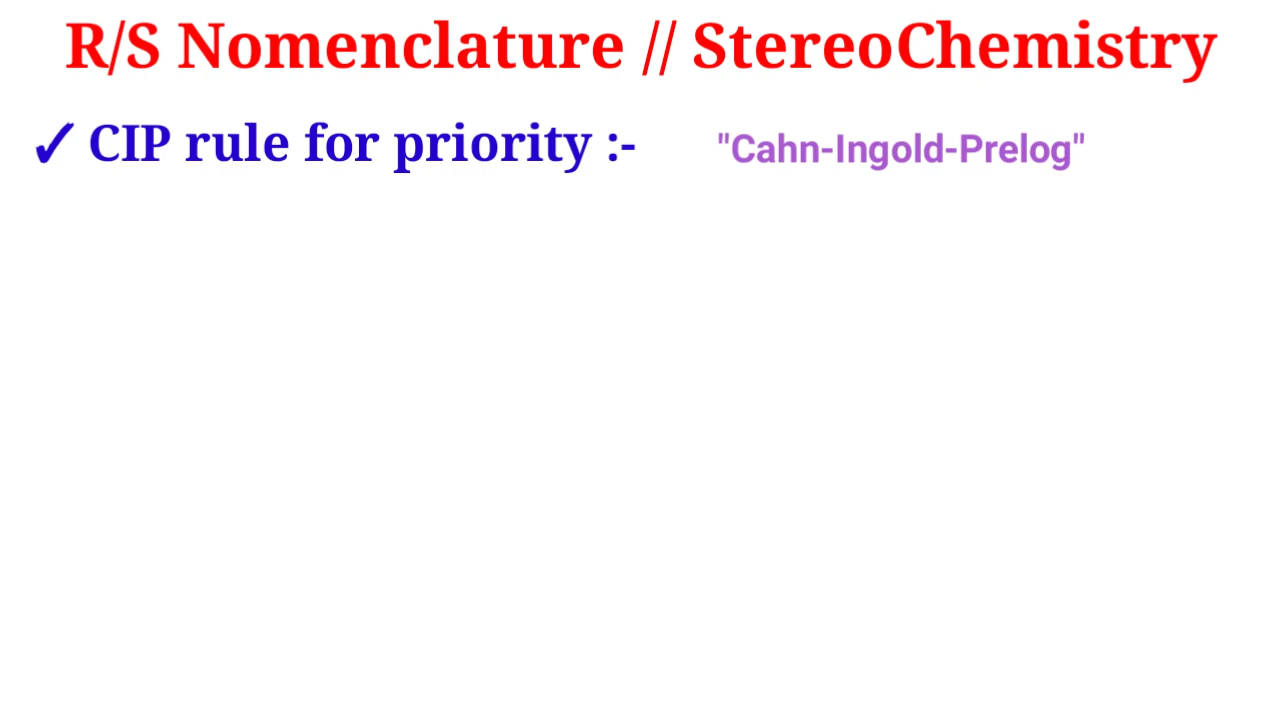 R/S Nomenclature // StereoChemistry
✓ CIP rule for priority :- "Cahn-Ingold-Prelog"